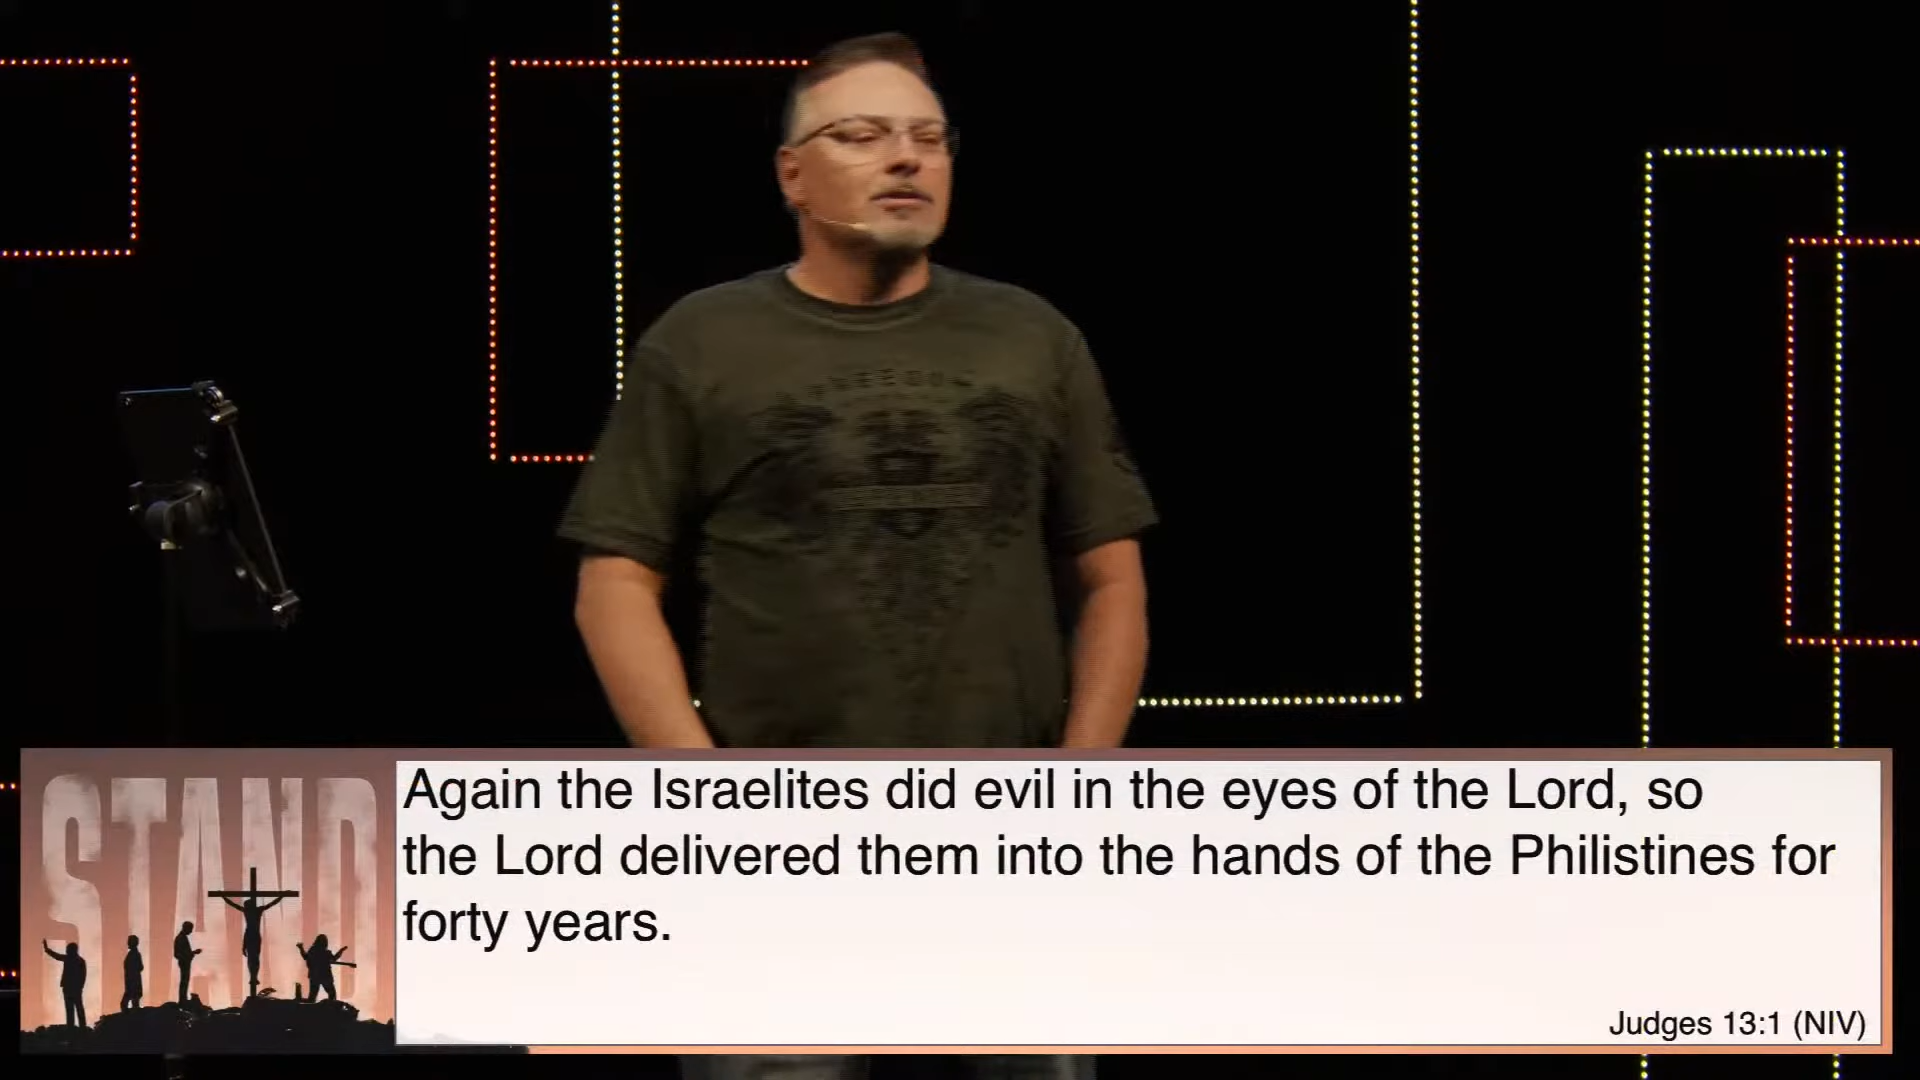 STAND
Again the Israelites did evil in the eyes of the Lord, so
the Lord delivered them into the hands of the Philistines for
forty years.
Judges 13:1 (NIV)